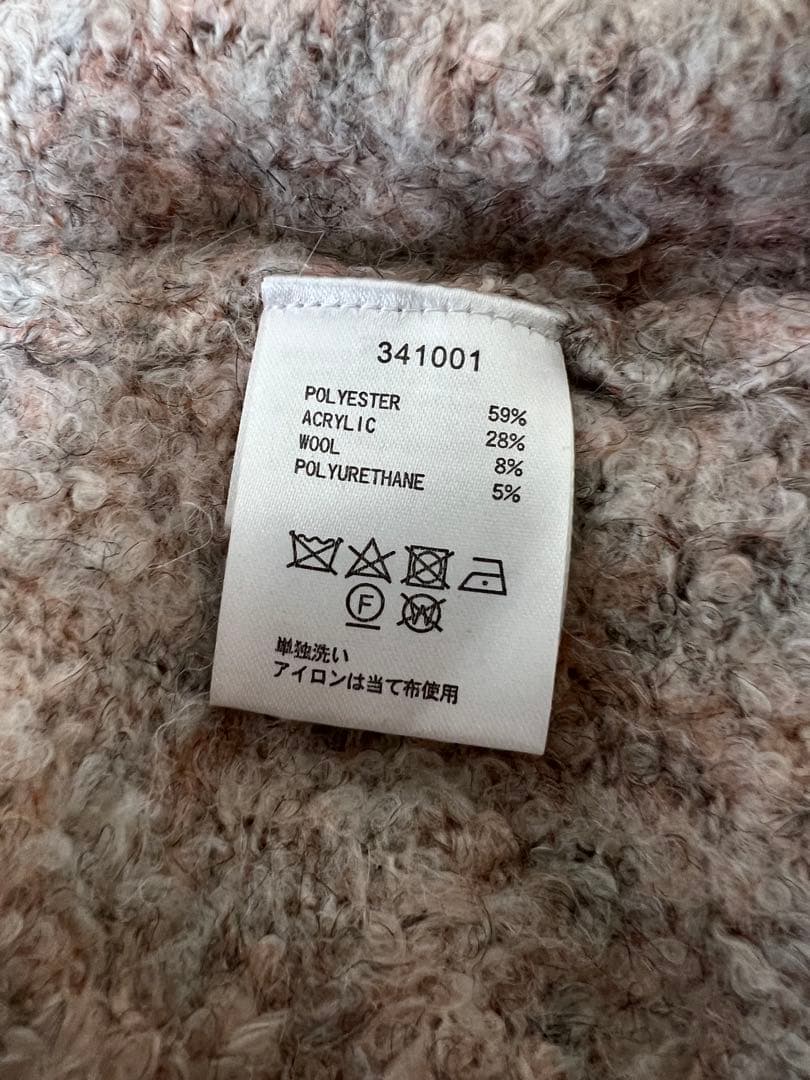 341001
POLYESTER 59%
ACRYLIC 28%
WOOL 8%
POLYURETHANE 5%
F W
単独洗い
アイロンは当て布使用